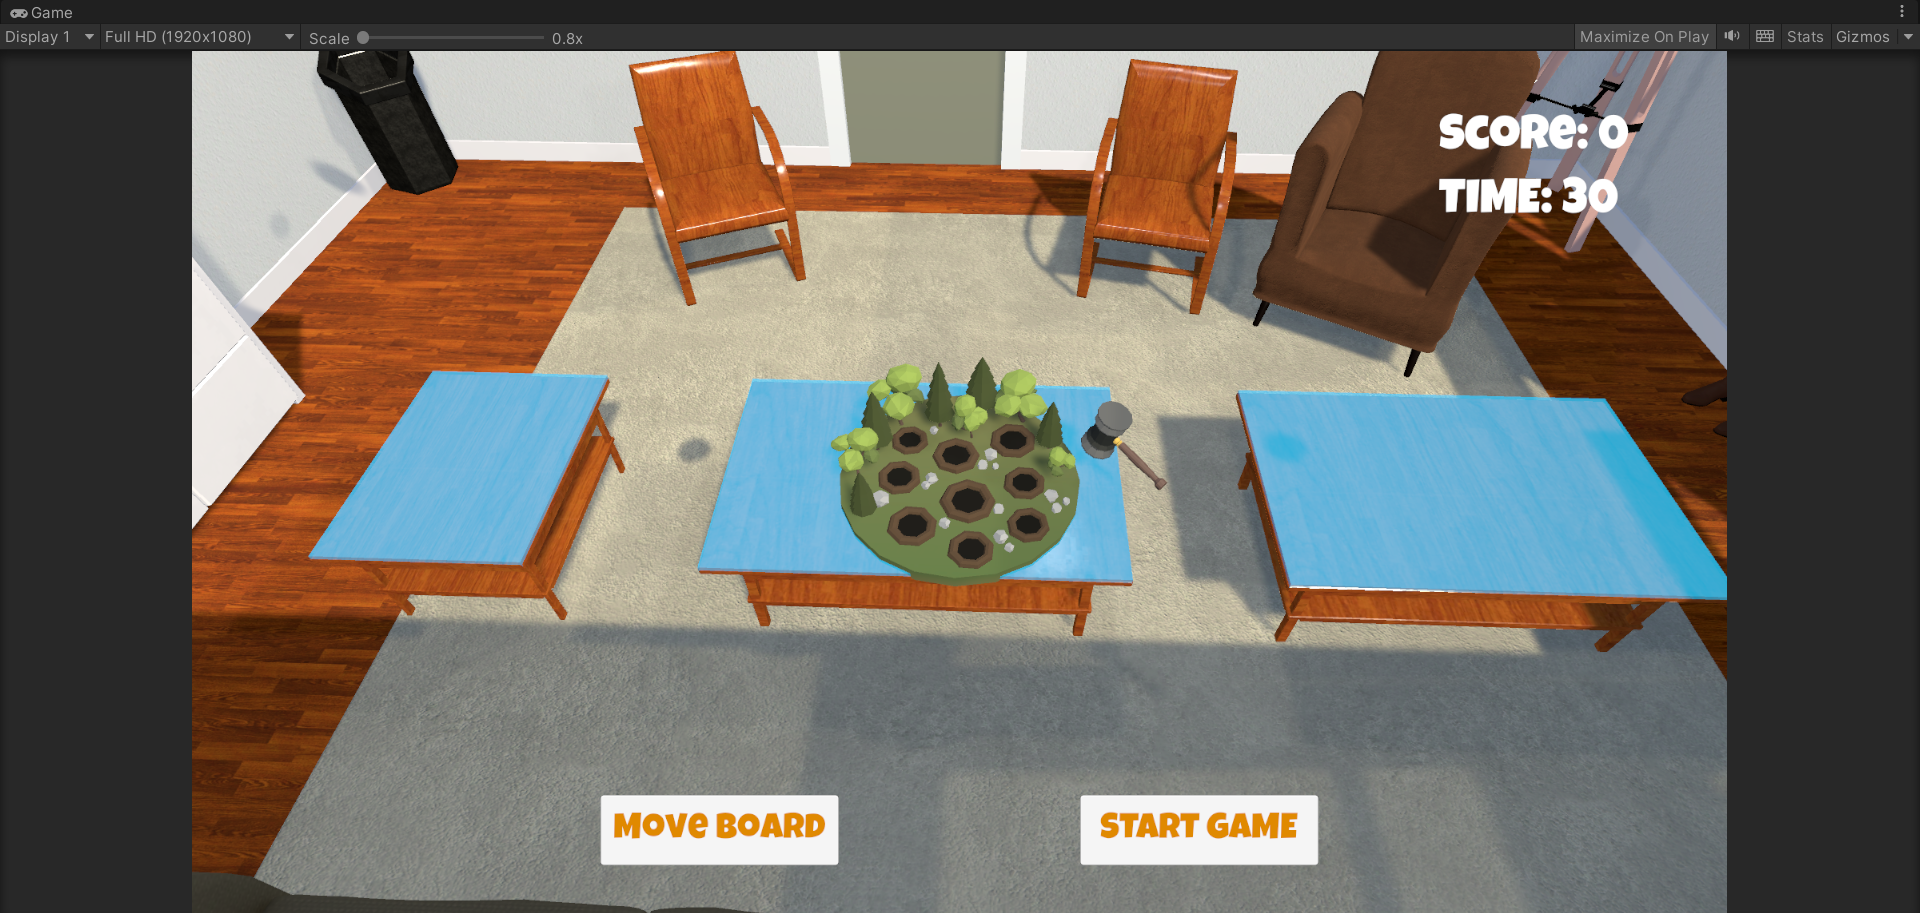 Game
Display 1
Full HD (1920x1080)
Scale
0.8x
Maximize On Play
Stats
Gizmos
SCORE: 0
TIME: 30
MOVE BOARD
START GAME